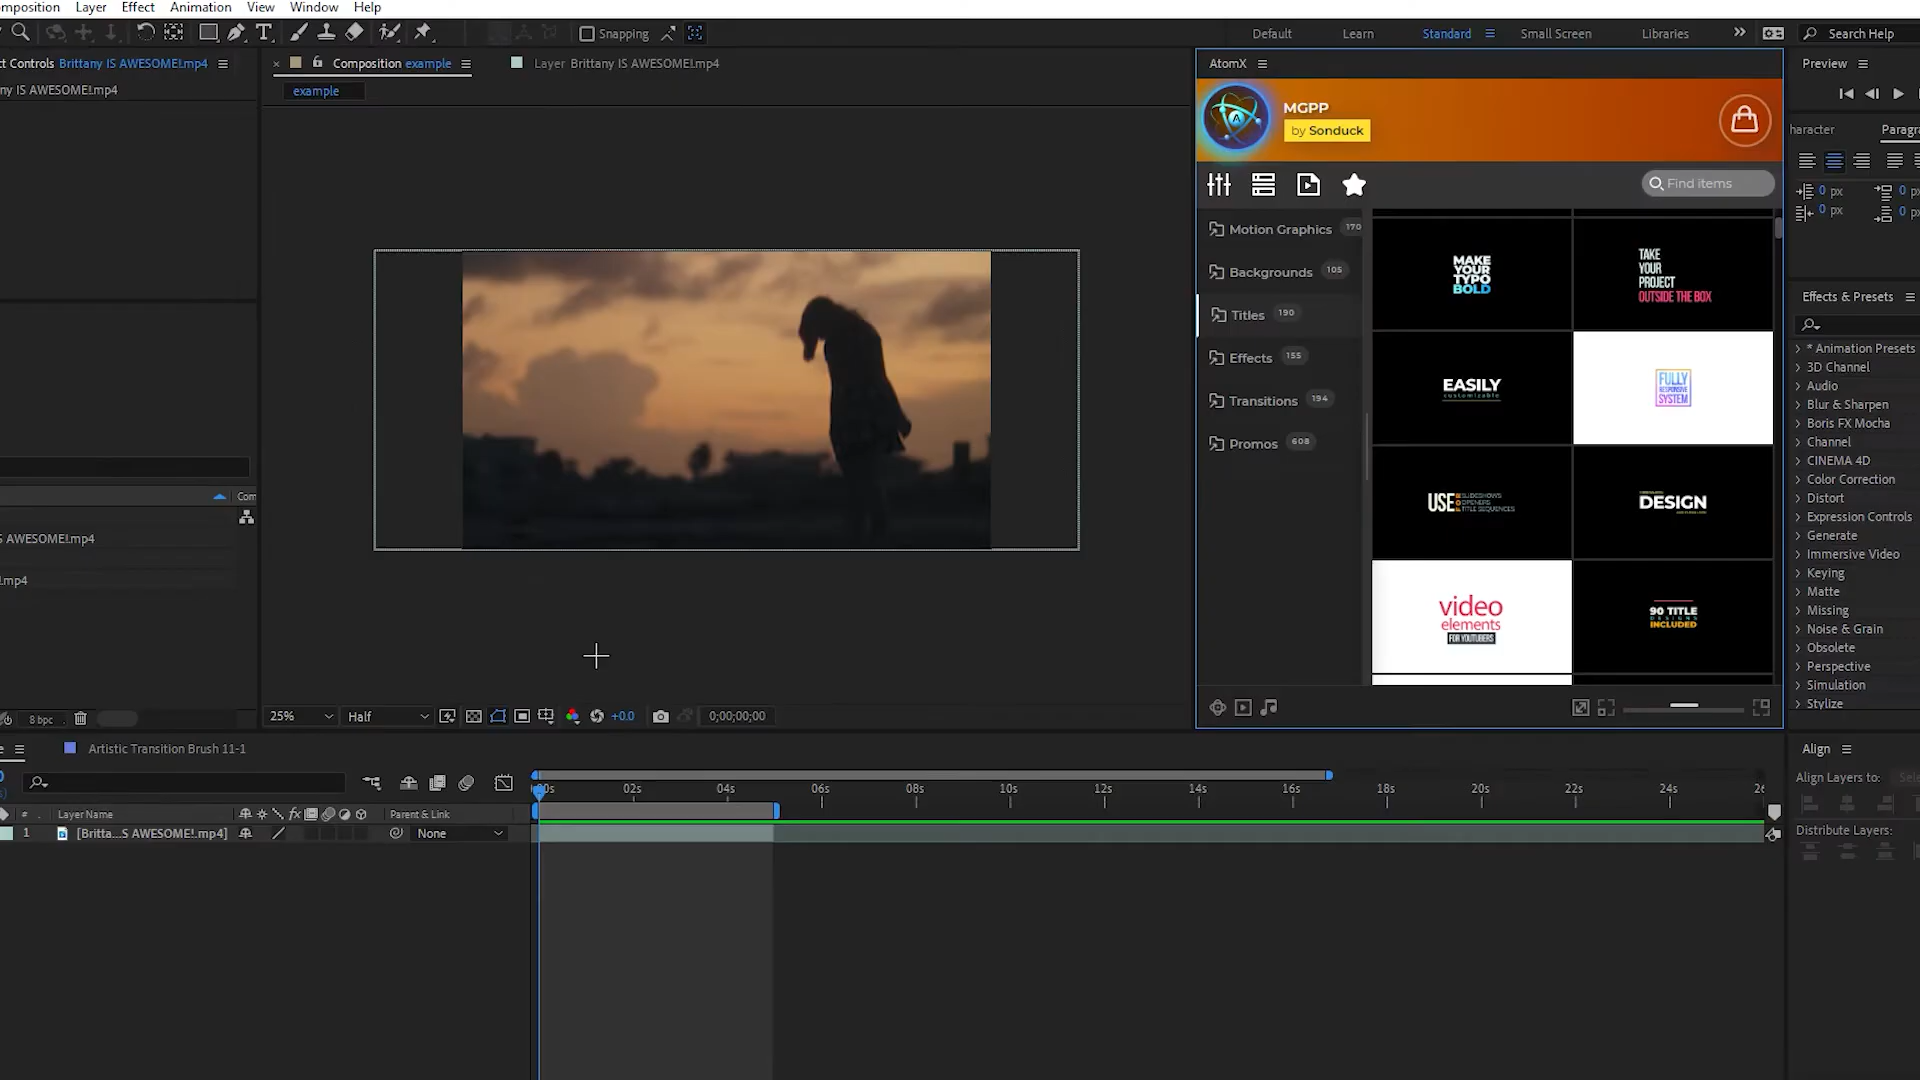 omposition Layer Effect Animation View Window Help
Snapping
Default Learn Standard Small Screen Libraries Search Help
ct Controls Brittany IS AWESOME!.mp4
ny IS AWESOME!.mp4
Composition example
Layer Brittany IS AWESOME!.mp4
example
AtomX
MGPP
by Sonduck
Find items
Motion Graphics 170
Backgrounds 105
Titles 190
Effects 155
Transitions 194
Promos 608
MAKE
YOUR
TYPO
BOLD
TAKE
YOUR
PROJECT
OUTSIDE THE BOX
EASILY
customizable
FULLY
RESPONSIVE
SYSTEM
USE
SLIDESHOWS
OPENERS
TITLE SEQUENCES
DESIGN
video
elements
FOR YOUTUBERS
90 TITLE
DESIGNS
INCLUDED
Preview
haracter Paragra
0 px 0 p
0 px 0 p
Effects & Presets
* Animation Presets
3D Channel
Audio
Blur & Sharpen
Boris FX Mocha
Channel
CINEMA 4D
Color Correction
Distort
Expression Controls
Generate
Immersive Video
Keying
Matte
Missing
Noise & Grain
Obsolete
Perspective
Simulation
Stylize
Com
S AWESOME!.mp4
.mp4
8 bpc
25% Half +0.0 0;00;00;00
e Artistic Transition Brush 11-1
# Layer Name Parent & Link
1 [Britta...S AWESOME!.mp4] None
00s 02s 04s 06s 08s 10s 12s 14s 16s 18s 20s 22s 24s 26
Align
Align Layers to: Sele
Distribute Layers: